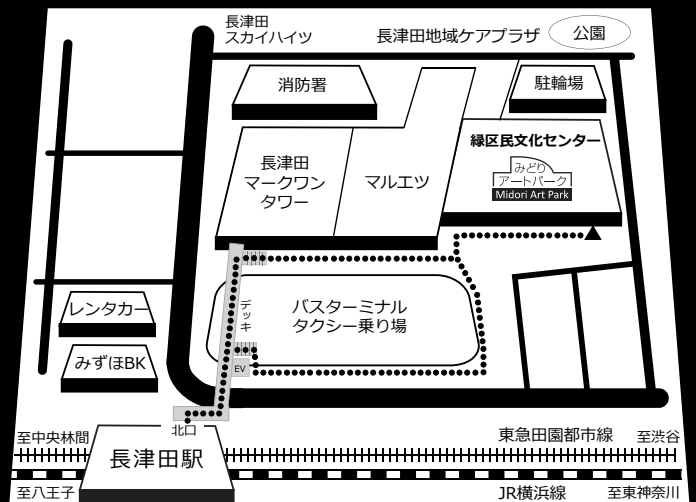 長津田
スカイハイツ
長津田地域ケアプラザ
公園
消防署
駐輪場
緑区民文化センター
みどり
アートパーク
Midori Art Park
長津田
マークワン
タワー
マルエツ
レンタカー
みずほBK
デッキ
バスターミナル
タクシー乗り場
EV
北口
至中央林間
東急田園都市線
至渋谷
長津田駅
至八王子
JR横浜線
至東神奈川